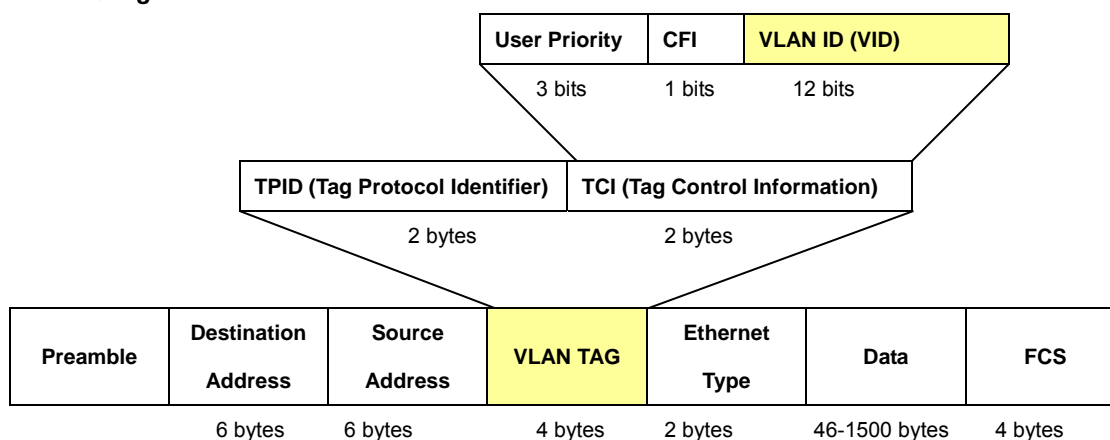 User Priority CFI VLAN ID (VID)
3 bits 1 bits 12 bits
TPID (Tag Protocol Identifier) TCI (Tag Control Information)
2 bytes 2 bytes
Preamble Destination Address Source Address VLAN TAG Ethernet Type Data FCS
6 bytes 6 bytes 4 bytes 2 bytes 46-1500 bytes 4 bytes